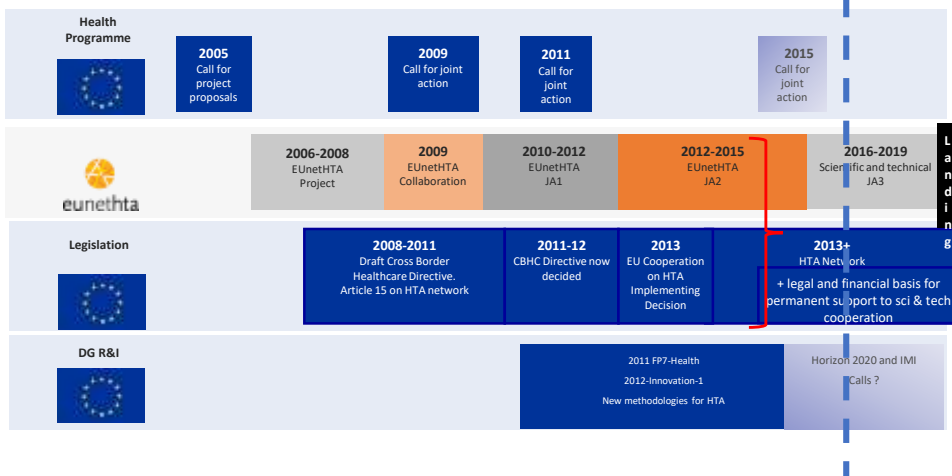 Health
Programme
2005
Call for
project
proposals
2009
Call for joint
action
2011
Call for
joint
action
2015
Call for
joint
action
eunethta
2006-2008
EUnetHTA
Project
2009
EUnetHTA
Collaboration
2010-2012
EUnetHTA
JA1
2012-2015
EUnetHTA
JA2
2016-2019
Scientific and technical
JA3
Landing
Legislation
2008-2011
Draft Cross Border
Healthcare Directive.
Article 15 on HTA network
2011-12
CBHC Directive now
decided
2013
EU Cooperation
on HTA
Implementing
Decision
2013+
HTA Network
+ legal and financial basis for
permanent support to sci & tech
cooperation
DG R&I
2011 FP7-Health
2012-Innovation-1
New methodologies for HTA
Horizon 2020 and IMI
Calls ?